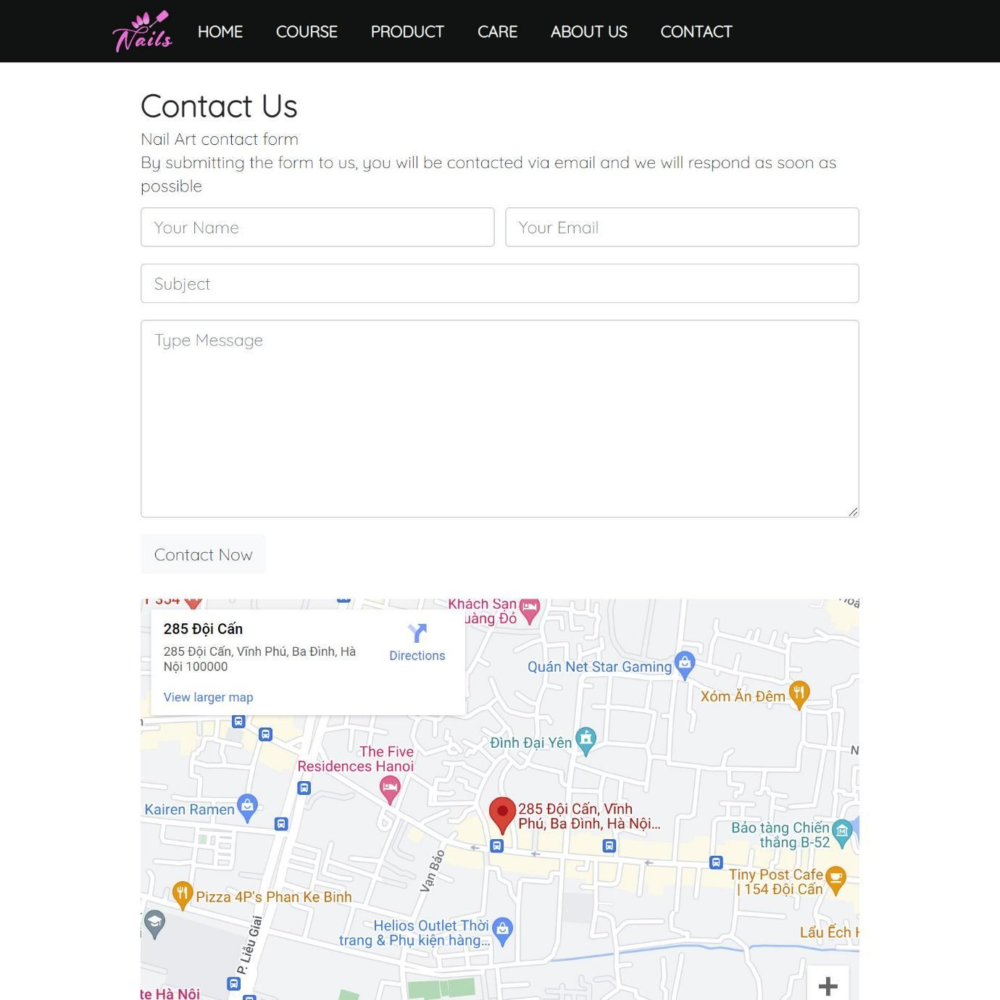 Nails
HOME
COURSE
PRODUCT
CARE
ABOUT US
CONTACT
Contact Us
Nail Art contact form
By submitting the form to us, you will be contacted via email and we will respond as soon as
possible
Your Name
Your Email
Subject
Type Message
Contact Now
285 Đội Cấn
285 Đội Cấn, Vĩnh Phú, Ba Đình, Hà
Nội 100000
Directions
View larger map
Khách Sạn
uàng Đỏ
Quán Net Star Gaming
Xóm Ăn Đêm
Đình Đại Yên
The Five
Residences Hanoi
Kairen Ramen
285 Đội Cấn, Vĩnh
Phú, Ba Đình, Hà Nội...
Bảo tàng Chiến
thắng B-52
Vạn Bảo
Tiny Post Cafe
| 154 Đội Cấn
Pizza 4P's Phan Ke Binh
Helios Outlet Thời
trang & Phụ kiện hàng...
Lẩu Ếch H
P. Liễu Giai
te Hà Nội